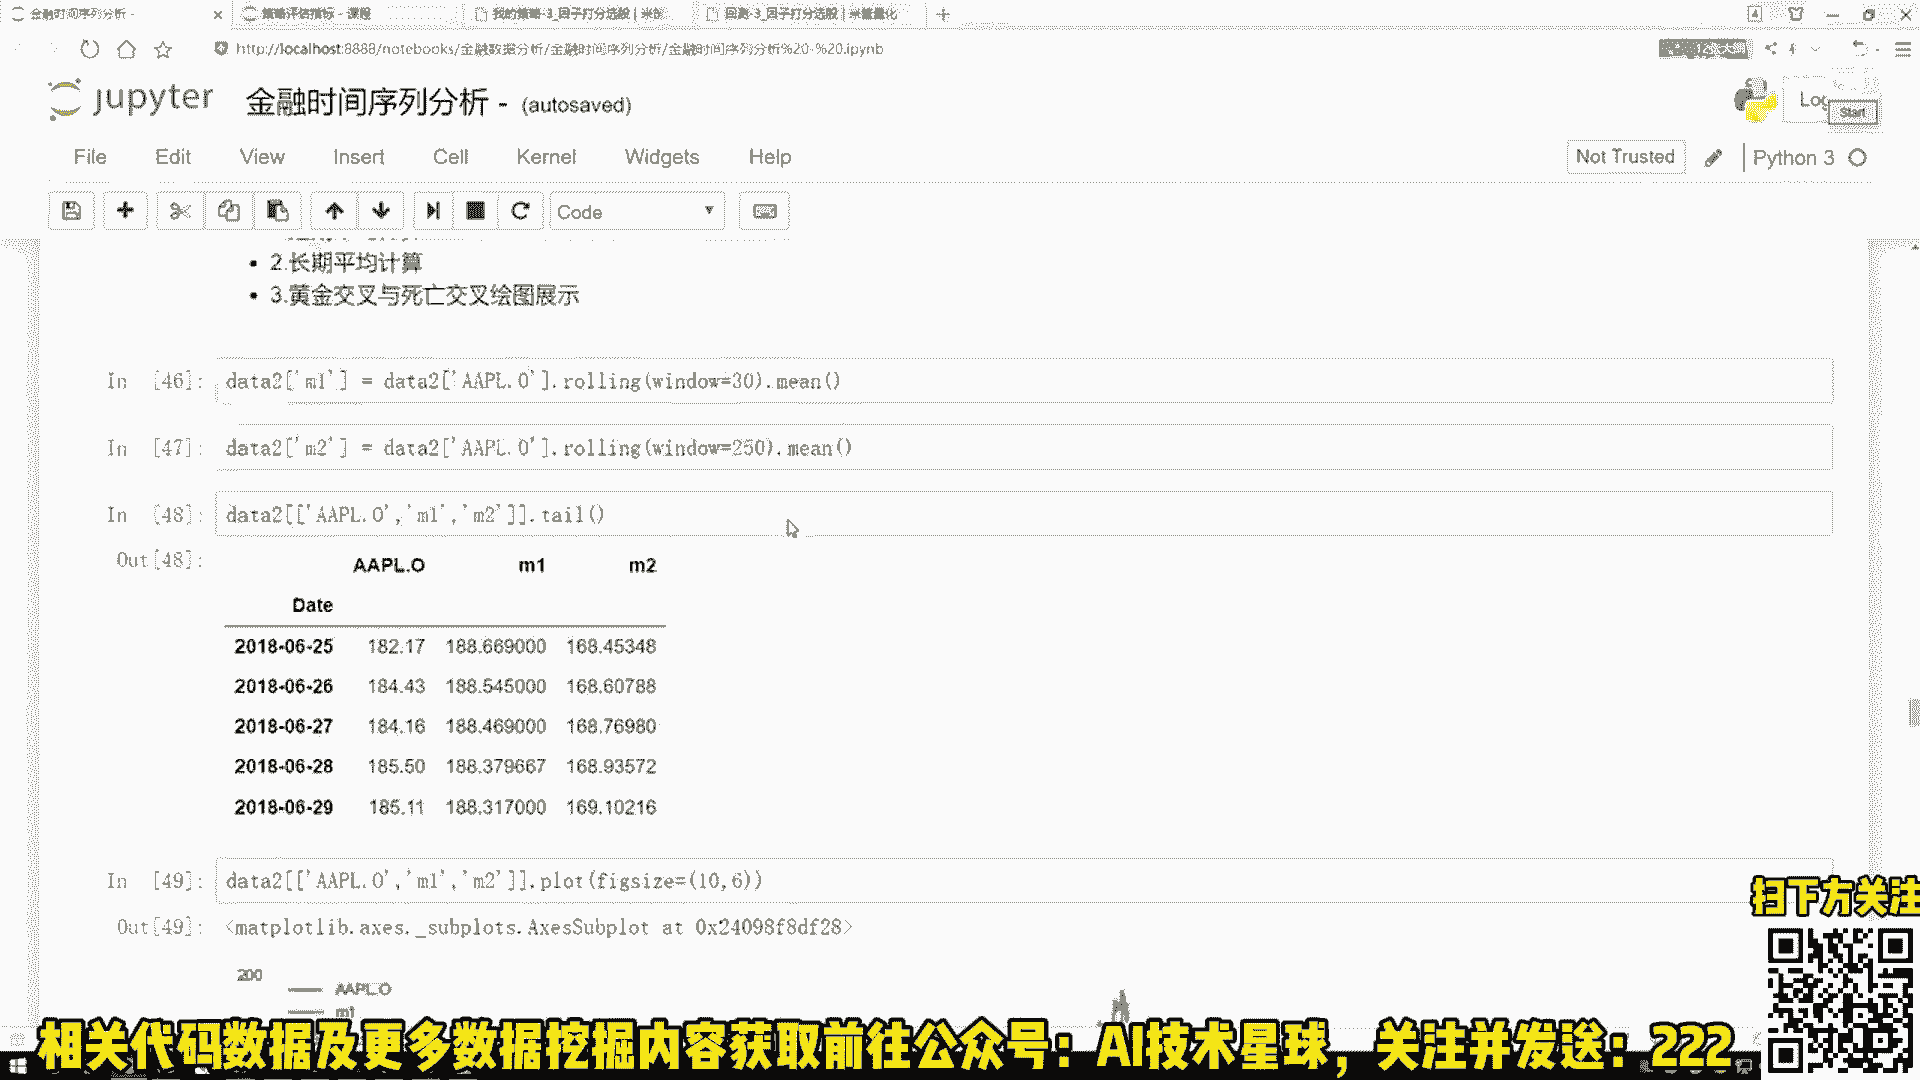 金融时间序列分析 -
策略评估指标 - 课程
我的策略-3_因子打分选股 | 米
回测-3_因子打分选股 | 米筐量化
http://localhost:8888/notebooks/金融数据分析/金融时间序列分析/金融时间序列分析%20-%20.ipynb
jupyter 金融时间序列分析 - (autosaved)
Log
Start
File Edit View Insert Cell Kernel Widgets Help
Not Trusted
Python 3
Code
2.长期平均计算
3.黄金交叉与死亡交叉绘图展示
In [46]: data2['m1'] = data2['AAPL.O'].rolling(window=30).mean()
In [47]: data2['m2'] = data2['AAPL.O'].rolling(window=250).mean()
In [48]: data2[['AAPL.O','m1','m2']].tail()
Out[48]:
AAPL.O m1 m2
Date
2018-06-25 182.17 188.669000 168.45348
2018-06-26 184.43 188.545000 168.60788
2018-06-27 184.16 188.469000 168.76980
2018-06-28 185.50 188.379667 168.93572
2018-06-29 185.11 188.317000 169.10216
In [49]: data2[['AAPL.O','m1','m2']].plot(figsize=(10,6))
Out[49]: <matplotlib.axes._subplots.AxesSubplot at 0x24098f8df28>
200
AAPL.O
m1
扫下方关注
相关代码数据及更多数据挖掘内容获取前往公众号：AI技术星球，关注并发送：222